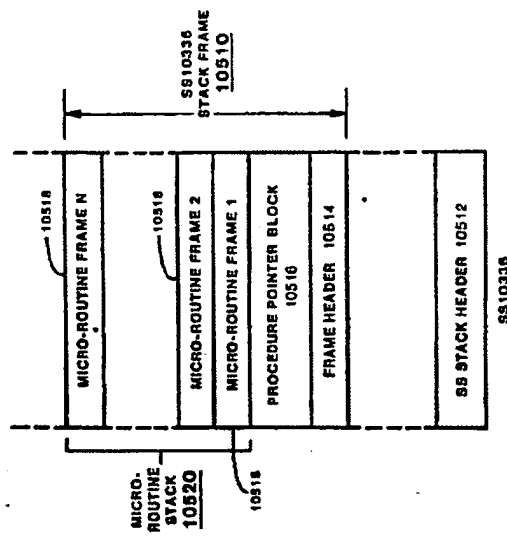 10518
MICRO-ROUTINE FRAME N
SS10336
STACK FRAME
10510
10518
MICRO-ROUTINE FRAME 2
MICRO-ROUTINE FRAME 1
MICRO-
ROUTINE
STACK
10520
10518
PROCEDURE POINTER BLOCK
10516
FRAME HEADER 10514
SS STACK HEADER 10512
SS10336